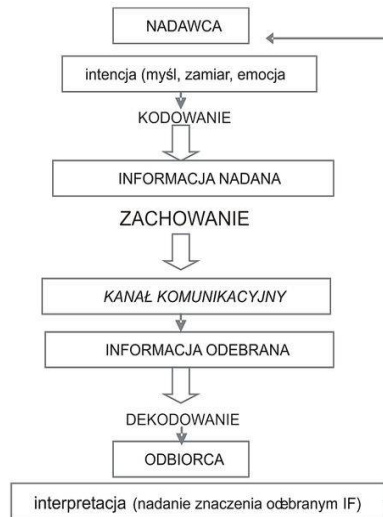 NADAWCA
intencja (myśl, zamiar, emocja
KODOWANIE
INFORMACJA NADANA
ZACHOWANIE
KANAŁ KOMUNIKACYJNY
INFORMACJA ODEBRANA
DEKODOWANIE
ODBIORCA
interpretacja (nadanie znaczenia odebranym IF)